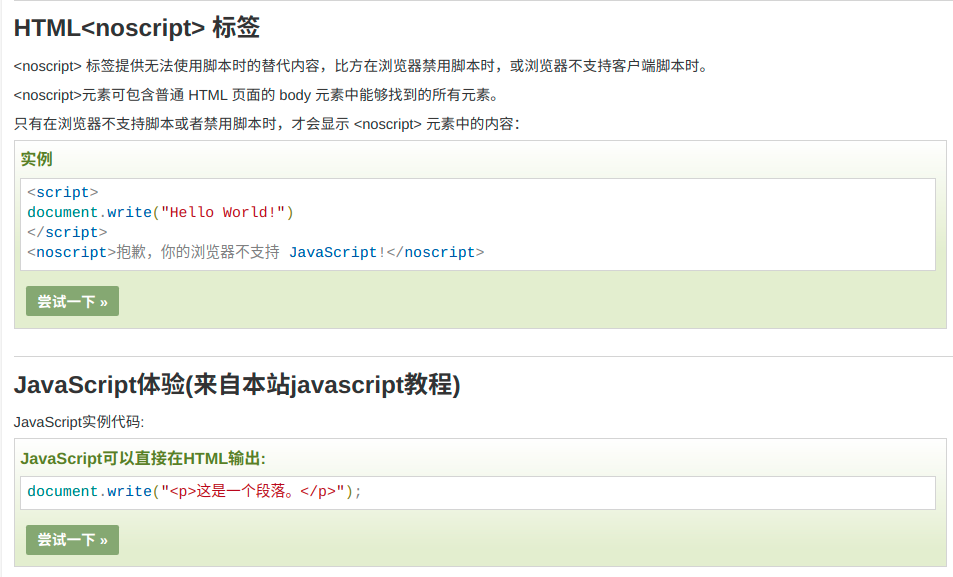 HTML<noscript> 标签
<noscript> 标签提供无法使用脚本时的替代内容，比方在浏览器禁用脚本时，或浏览器不支持客户端脚本时。
<noscript>元素可包含普通 HTML 页面的 body 元素中能够找到的所有元素。
只有在浏览器不支持脚本或者禁用脚本时，才会显示 <noscript> 元素中的内容：
实例
<script>
document.write("Hello World!")
</script>
<noscript>抱歉，你的浏览器不支持 JavaScript!</noscript>
尝试一下 »
JavaScript体验(来自本站javascript教程)
JavaScript实例代码:
JavaScript可以直接在HTML输出:
document.write("<p>这是一个段落。</p>");
尝试一下 »